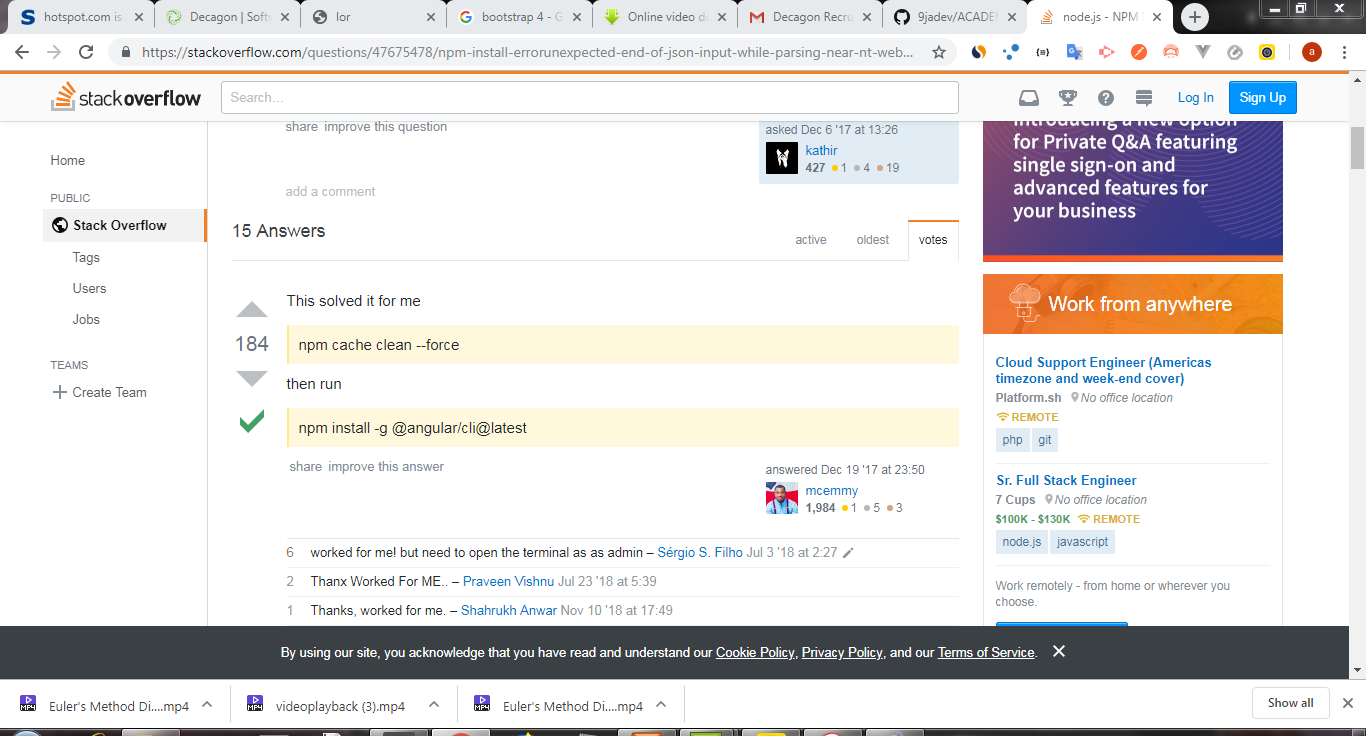 hotspot.com is
Decagon | Soft
lor
bootstrap 4 - G
Online video do
Decagon Recru
9jadev/ACADEM
node.js - NPM
https://stackoverflow.com/questions/47675478/npm-install-errorunexpected-end-of-json-input-while-parsing-near-nt-web...
a
stackoverflow
Search...
Log In
Sign Up
share improve this question
asked Dec 6 '17 at 13:26
kathir
427 1 4 19
add a comment
Home
PUBLIC
Stack Overflow
Tags
Users
Jobs
TEAMS
Create Team
15 Answers
active oldest votes
This solved it for me
184
npm cache clean --force
then run
npm install -g @angular/cli@latest
share improve this answer
answered Dec 19 '17 at 23:50
mcemmy
1,984 1 5 3
6 worked for me! but need to open the terminal as as admin – Sérgio S. Filho Jul 3 '18 at 2:27
2 Thanx Worked For ME.. – Praveen Vishnu Jul 23 '18 at 5:39
1 Thanks, worked for me. – Shahrukh Anwar Nov 10 '18 at 17:49
Introducing a new option
for Private Q&A featuring
single sign-on and
advanced features for
your business
Work from anywhere
Cloud Support Engineer (Americas
timezone and week-end cover)
Platform.sh No office location
REMOTE
php git
Sr. Full Stack Engineer
7 Cups No office location
$100K - $130K REMOTE
node.js javascript
Work remotely - from home or wherever you
choose.
By using our site, you acknowledge that you have read and understand our Cookie Policy, Privacy Policy, and our Terms of Service.
Euler's Method Di....mp4
videoplayback (3).mp4
Euler's Method Di....mp4
Show all